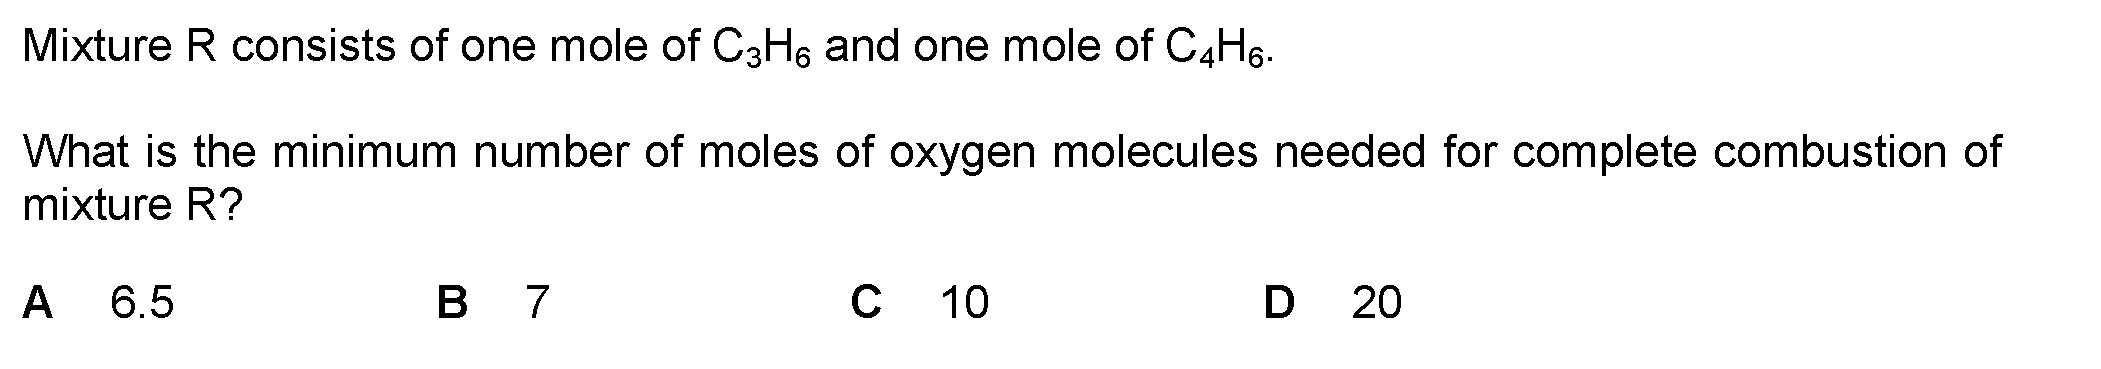 Mixture R consists of one mole of C₃H₆ and one mole of C₄H₆.
What is the minimum number of moles of oxygen molecules needed for complete combustion of
mixture R?
A 6.5 B 7 C 10 D 20